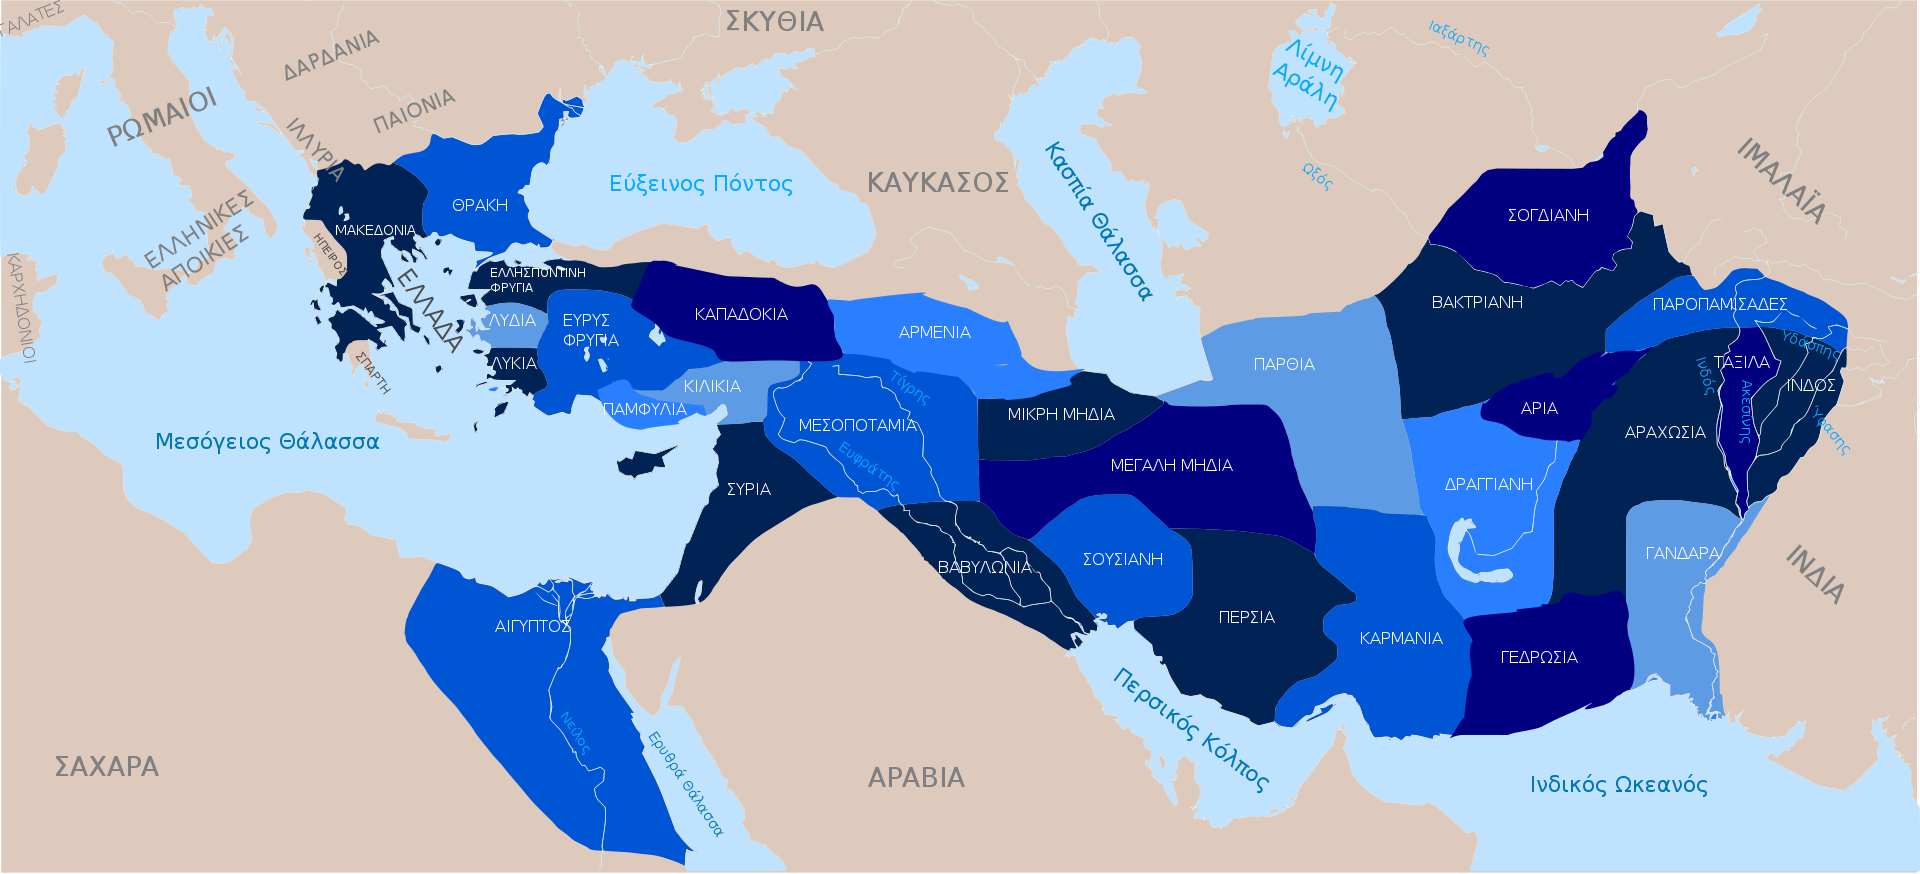 ΓΑΛΑΤΕΣ
ΣΚΥΘΙΑ
ΔΑΡΔΑΝΙΑ
ΡΩΜΑΙΟΙ
ΠΑΙΟΝΙΑ
ΙΛΛΥΡΙΑ
Ιαξάρτης
Λίμνη
Αράλη
Ωξός
ΙΜΑΛΑΪΑ
ΕΛΛΗΝΙΚΕΣ
ΑΠΟΙΚΙΕΣ
ΚΑΡΧΗΔΟΝΙΟΙ
ΘΡΑΚΗ
ΜΑΚΕΔΟΝΙΑ
ΗΠΕΙΡΟΣ
ΕΛΛΑΔΑ
ΣΠΑΡΤΗ
Εύξεινος Πόντος
ΚΑΥΚΑΣΟΣ
Κασπία Θάλασσα
ΣΟΓΔΙΑΝΗ
ΒΑΚΤΡΙΑΝΗ
ΠΑΡΟΠΑΜΙΣΑΔΕΣ
ΕΛΛΗΣΠΟΝΤΙΝΗ
ΦΡΥΓΙΑ
ΛΥΔΙΑ
ΕΥΡΥΣ
ΦΡΥΓΙΑ
ΛΥΚΙΑ
ΚΑΠΑΔΟΚΙΑ
ΑΡΜΕΝΙΑ
ΚΙΛΙΚΙΑ
ΠΑΜΦΥΛΙΑ
ΜΕΣΟΠΟΤΑΜΙΑ
Τίγρης
Ευφράτης
ΜΙΚΡΗ ΜΗΔΙΑ
ΠΑΡΘΙΑ
ΑΡΙΑ
Υδάσπης
ΤΑΞΙΛΑ
Ινδός
Ακεσίνης
ΙΝΔΟΣ
Ύφασης
ΑΡΑΧΩΣΙΑ
Μεσόγειος Θάλασσα
ΣΥΡΙΑ
ΜΕΓΑΛΗ ΜΗΔΙΑ
ΔΡΑΓΓΙΑΝΗ
ΒΑΒΥΛΩΝΙΑ
ΣΟΥΣΙΑΝΗ
ΓΑΝΔΑΡΑ
ΙΝΔΙΑ
ΑΙΓΥΠΤΟΣ
ΠΕΡΣΙΑ
ΚΑΡΜΑΝΙΑ
ΓΕΔΡΩΣΙΑ
Νείλος
Ερυθρά Θάλασσα
Περσικός Κόλπος
ΣΑΧΑΡΑ
ΑΡΑΒΙΑ
Ινδικός Ωκεανός